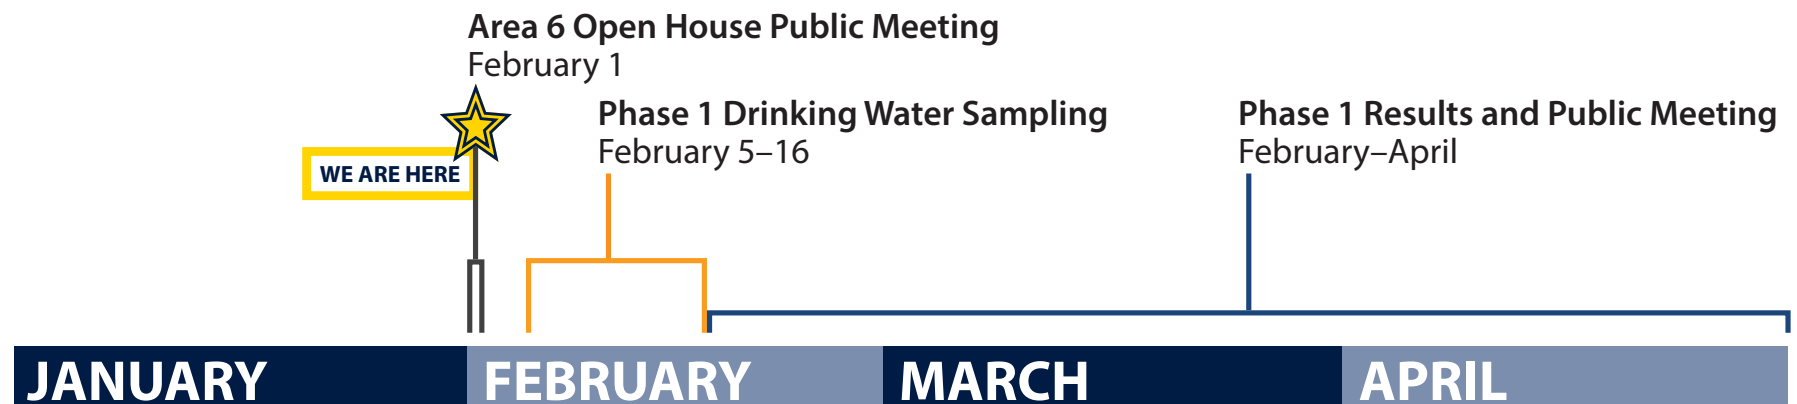 Area 6 Open House Public Meeting
February 1
Phase 1 Drinking Water Sampling
February 5–16
Phase 1 Results and Public Meeting
February–April
WE ARE HERE
JANUARY
FEBRUARY
MARCH
APRIL